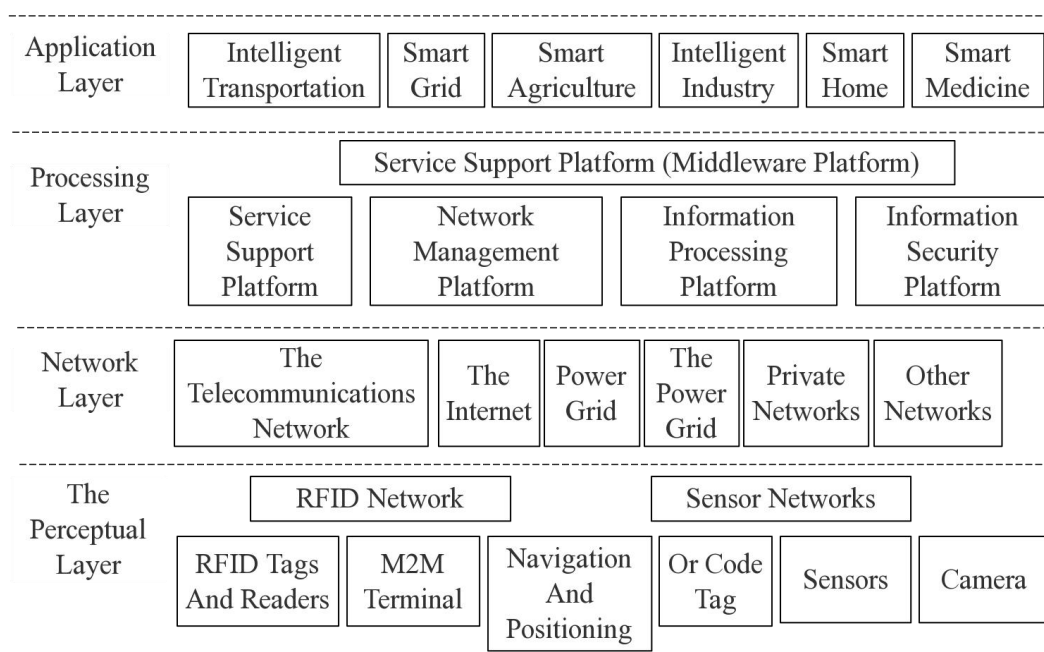 Application
Layer
Intelligent
Transportation
Smart
Grid
Smart
Agriculture
Intelligent
Industry
Smart
Home
Smart
Medicine
Processing
Layer
Service Support Platform (Middleware Platform)
Service
Support
Platform
Network
Management
Platform
Information
Processing
Platform
Information
Security
Platform
Network
Layer
The
Telecommunications
Network
The
Internet
Power
Grid
The
Power
Grid
Private
Networks
Other
Networks
The
Perceptual
Layer
RFID Network
Sensor Networks
RFID Tags
And Readers
M2M
Terminal
Navigation
And
Positioning
Or Code
Tag
Sensors
Camera